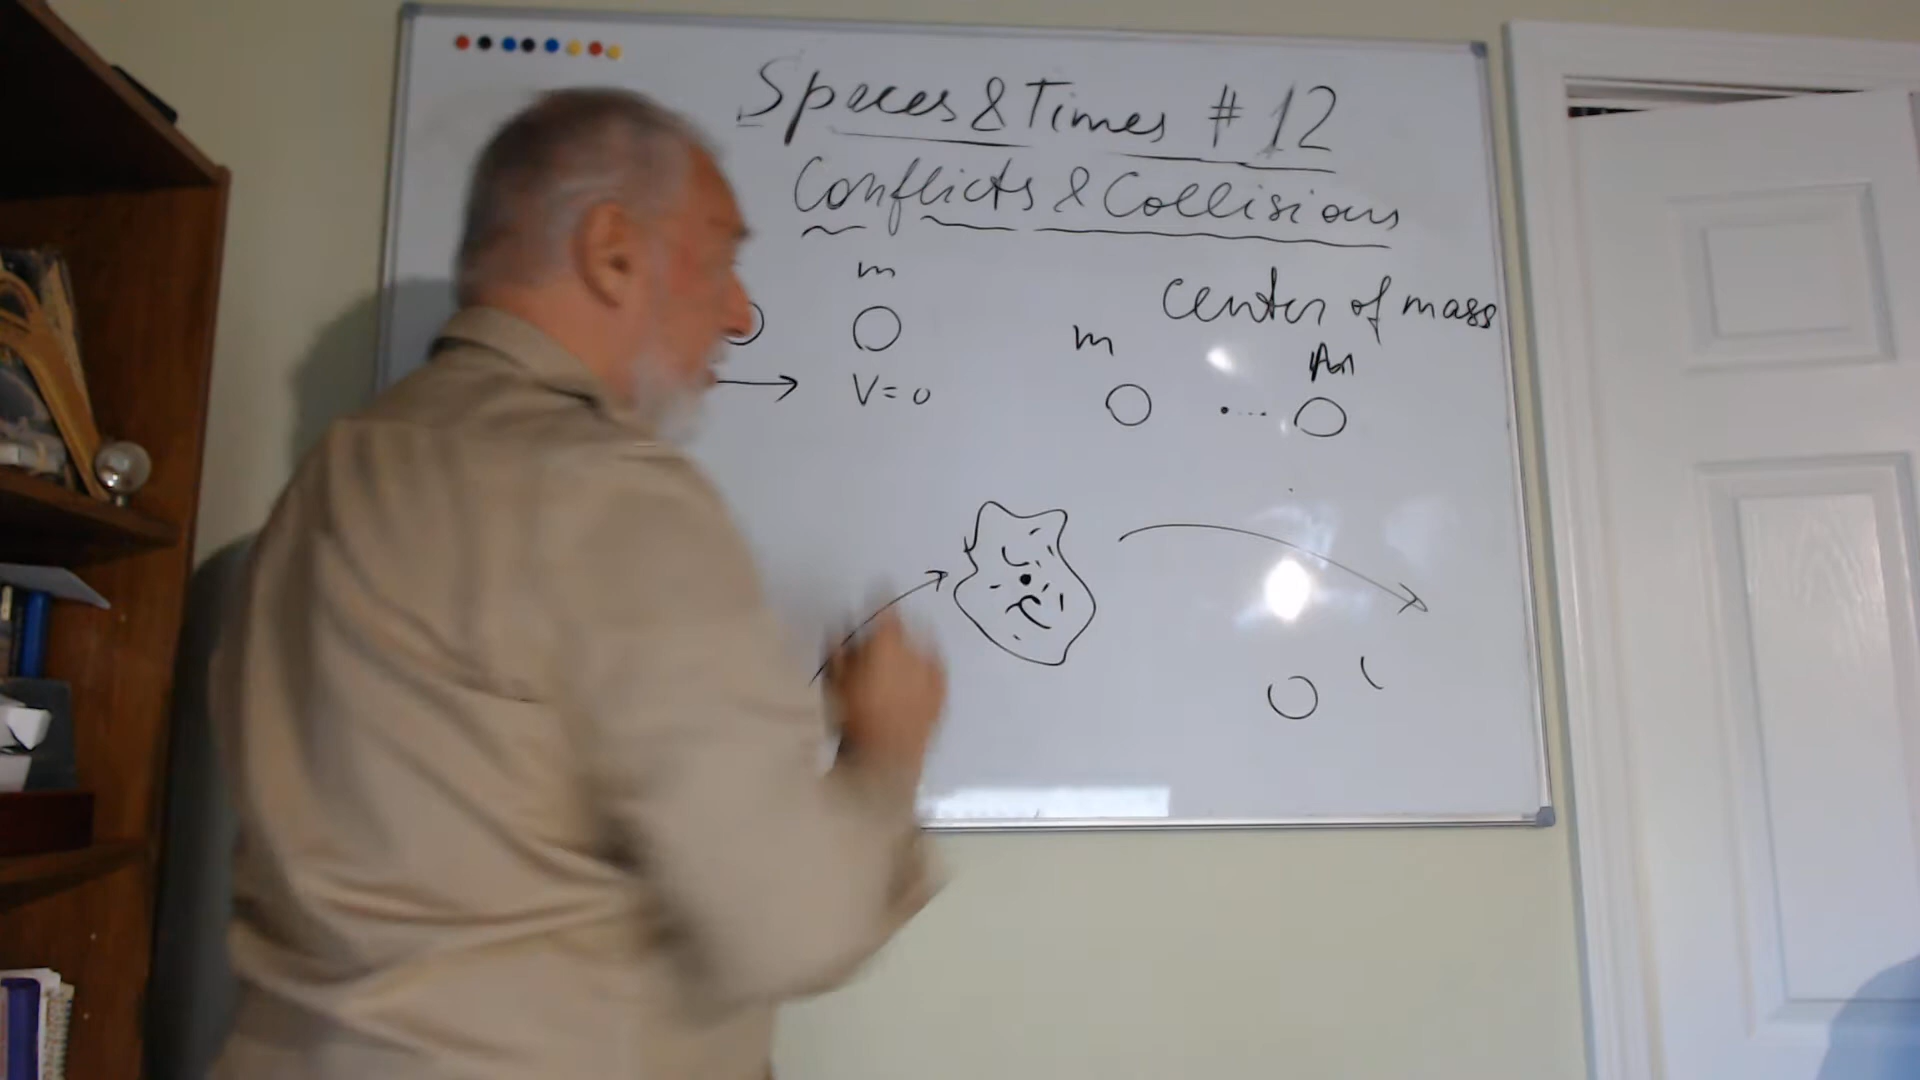 Spaces & Times # 12
Conflicts & Collisions
m
center of mass
m
V = 0